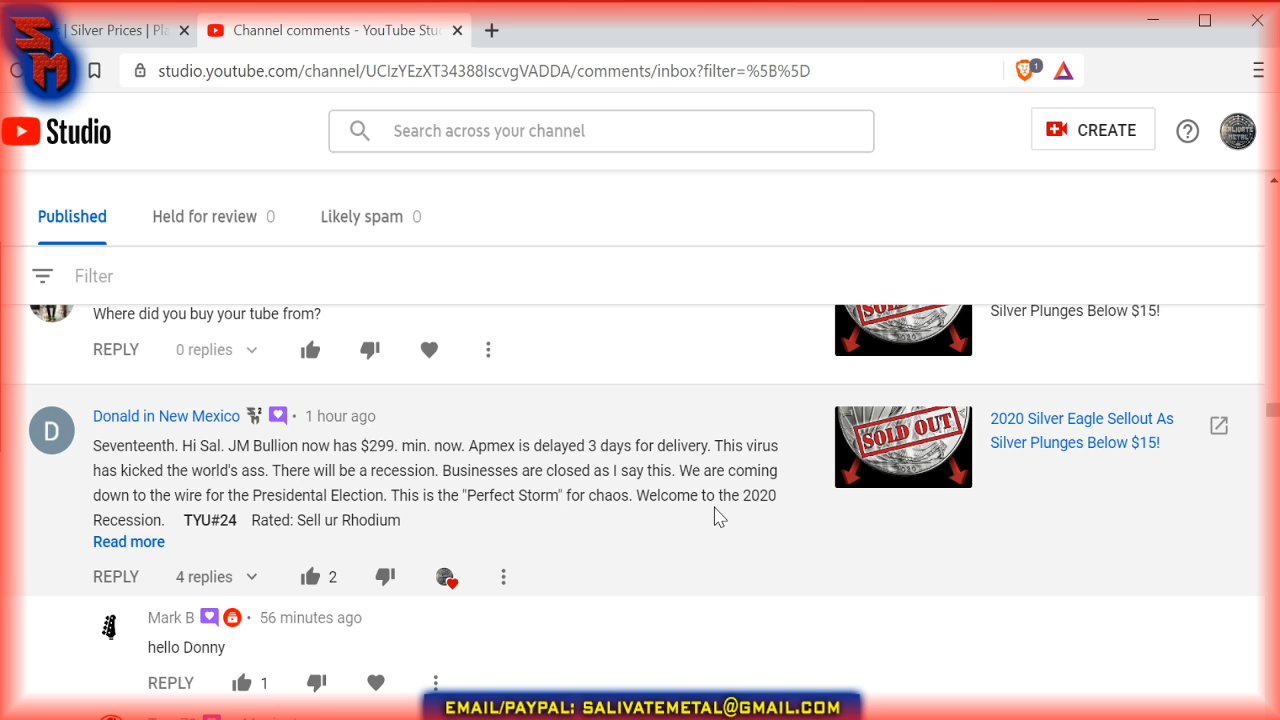 Silver Prices | Pla
Channel comments - YouTube Stud
SM
studio.youtube.com/channel/UCIzYEzXT34388IscvgVADDA/comments/inbox?filter=%5B%5D
1
Studio
Search across your channel
CREATE
Published
Held for review 0
Likely spam 0
Filter
Where did you buy your tube from?
Silver Plunges Below $15!
REPLY
0 replies
Donald in New Mexico
• 1 hour ago
Seventeenth. Hi Sal. JM Bullion now has $299. min. now. Apmex is delayed 3 days for delivery. This virus
has kicked the world's ass. There will be a recession. Businesses are closed as I say this. We are coming
down to the wire for the Presidental Election. This is the "Perfect Storm" for chaos. Welcome to the 2020
Recession. TYU#24 Rated: Sell ur Rhodium
Read more
D
SOLD OUT
2020
2020 Silver Eagle Sellout As
Silver Plunges Below $15!
REPLY
4 replies
2
Mark B
• 56 minutes ago
hello Donny
REPLY
1
EMAIL/PAYPAL: SALIVATEMETAL@GMAIL.COM